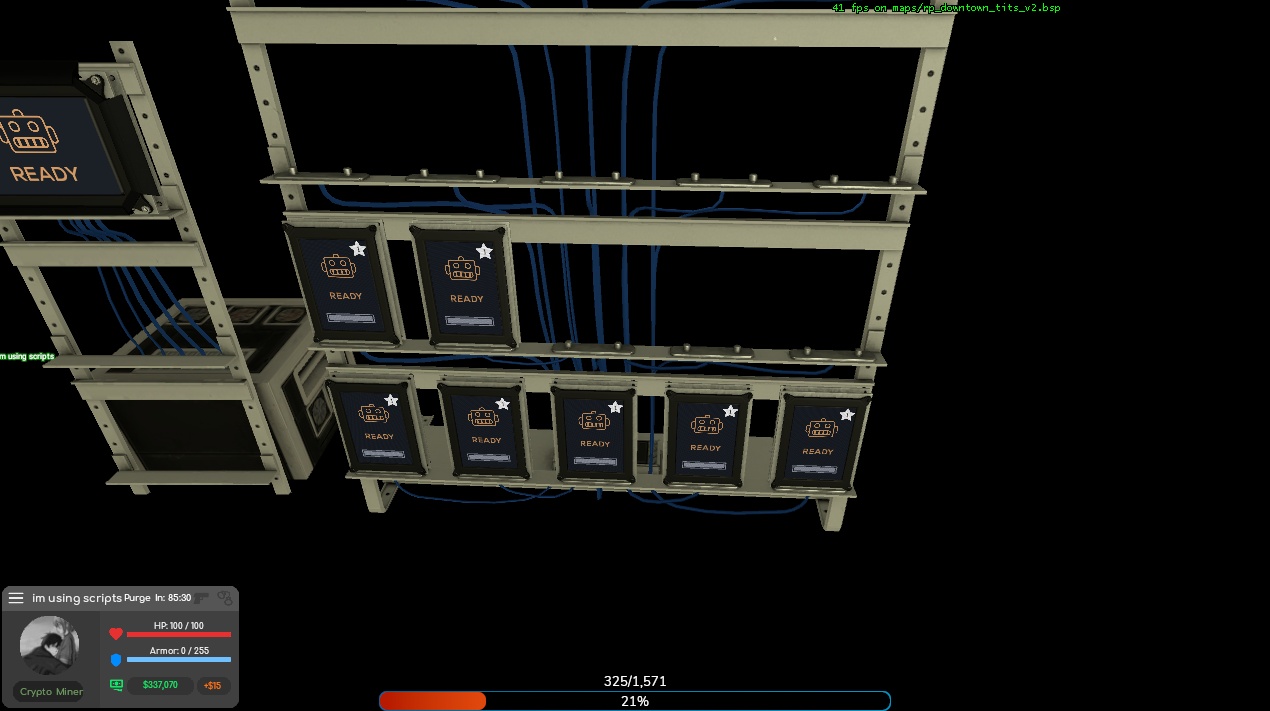 41 fps on maps/rp_downtown_tits_v2.bsp
READY
READY
READY
m using scripts
READY
READY
READY
READY
READY
im using scripts Purge In: 85:30
HP: 100 / 100
Armor: 0 / 255
$337,070 +$15
Crypto Miner
325/1,571
21%